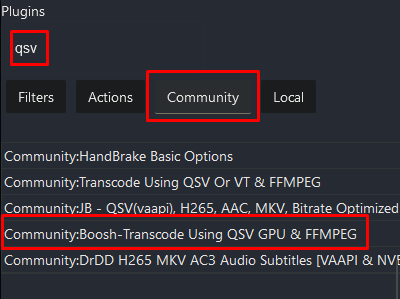 Plugins
qsv
Filters Actions Community Local
Community:HandBrake Basic Options
Community:Transcode Using QSV Or VT & FFMPEG
Community:JB - QSV(vaapi), H265, AAC, MKV, Bitrate Optimized
Community:Boosh-Transcode Using QSV GPU & FFMPEG
Community:DrDD H265 MKV AC3 Audio Subtitles [VAAPI & NVE